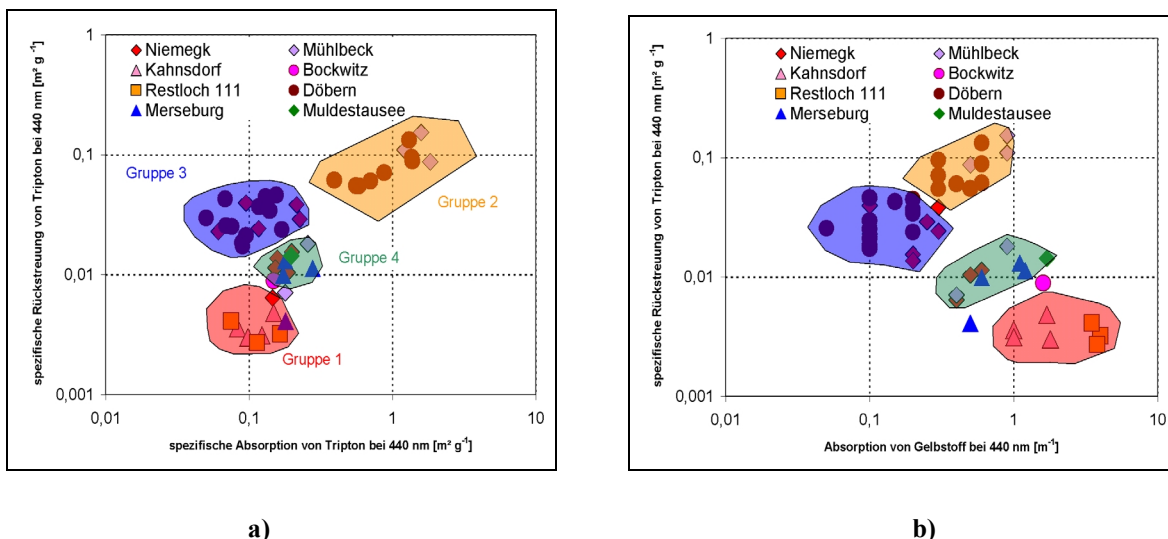 spezifische Rückstreuung von Tripton bei 440 nm [m² g⁻¹]
1
0,1
0,01
0,001
Niemegk
Mühlbeck
Kahnsdorf
Bockwitz
Restloch 111
Döbern
Merseburg
Muldestausee
Gruppe 3
Gruppe 2
Gruppe 4
Gruppe 1
0,01
0,1
1
10
spezifische Absorption von Tripton bei 440 nm [m² g⁻¹]
a)
spezifische Rückstreuung von Tripton bei 440 nm [m² g⁻¹]
1
0,1
0,01
0,001
Niemegk
Mühlbeck
Kahnsdorf
Bockwitz
Restloch 111
Döbern
Merseburg
Muldestausee
0,01
0,1
1
10
Absorption von Gelbstoff bei 440 nm [m⁻¹]
b)